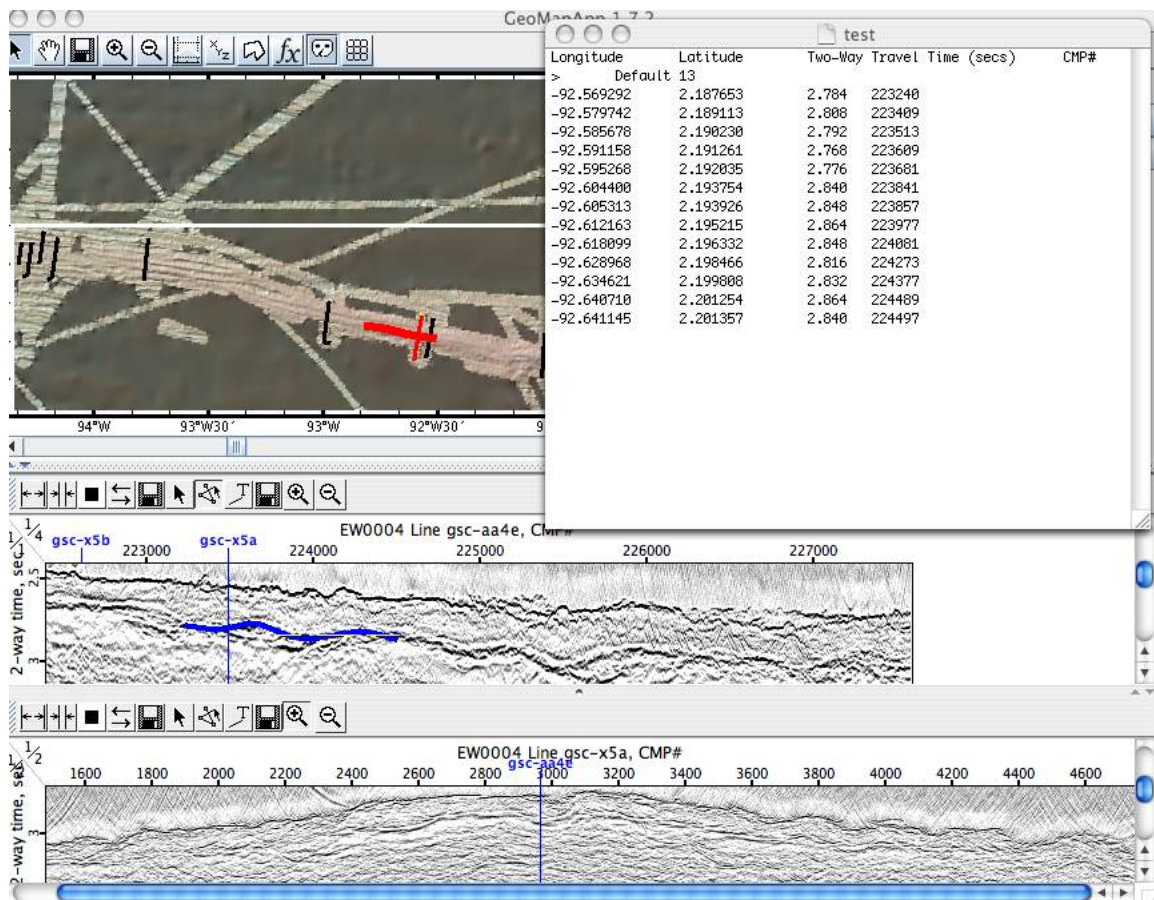 GeoMapApp 1.7.2
test
Longitude Latitude Two-Way Travel Time (secs) CMP#
> Default 13
-92.569292 2.187653 2.784 223240
-92.579742 2.189113 2.808 223409
-92.585678 2.190230 2.792 223513
-92.591158 2.191261 2.768 223609
-92.595268 2.192035 2.776 223681
-92.604400 2.193754 2.840 223841
-92.605313 2.193926 2.848 223857
-92.612163 2.195215 2.864 223977
-92.618099 2.196332 2.848 224081
-92.628968 2.198466 2.816 224273
-92.634621 2.199808 2.832 224377
-92.640710 2.201254 2.864 224489
-92.641145 2.201357 2.840 224497
XYZ fx
94°W 93°W30′ 93°W 92°W30′ 9
1/4
EW0004 Line gsc-aa4e, CMP#
gsc-x5b gsc-x5a
223000 224000 225000 226000 227000
2-way time, sec
2.5
3
1/2
EW0004 Line gsc-x5a, CMP#
gsc-aa4e
1600 1800 2000 2200 2400 2600 2800 3000 3200 3400 3600 3800 4000 4200 4400 4600
2-way time, sec
3